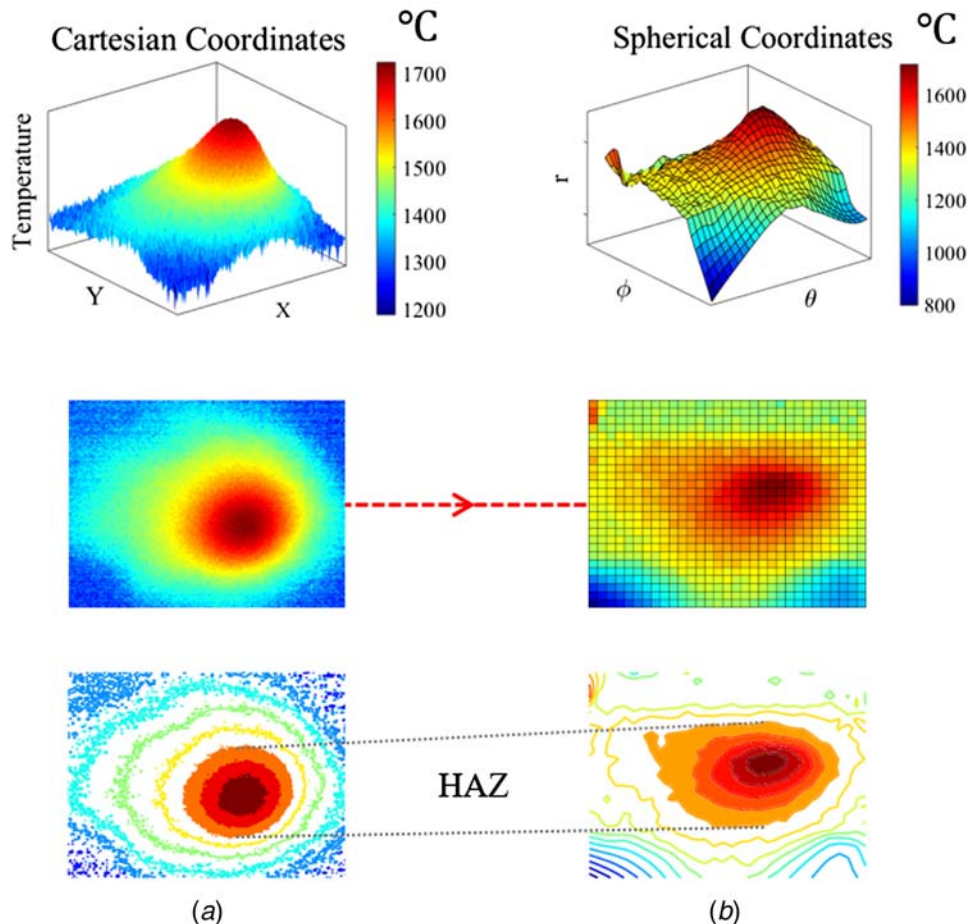 Cartesian Coordinates
°C
Temperature
Y
X
1700
1600
1500
1400
1300
1200
Spherical Coordinates
°C
r
ϕ
θ
1600
1400
1200
1000
800
HAZ
(a)
(b)